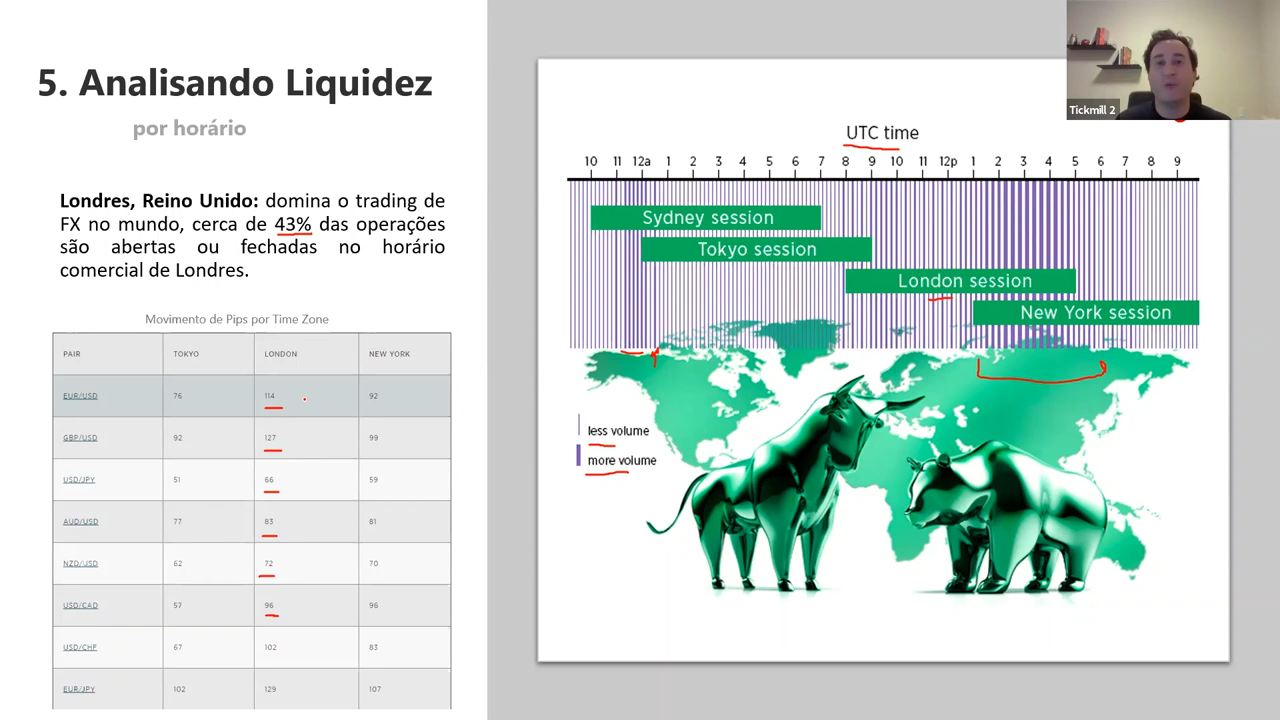 5. Analisando Liquidez
por horário
Londres, Reino Unido: domina o trading de
FX no mundo, cerca de 43% das operações
são abertas ou fechadas no horário
comercial de Londres.
Movimento de Pips por Time Zone
PAIR TOKYO LONDON NEW YORK
EUR/USD 76 114 92
GBP/USD 92 127 99
USD/JPY 51 66 59
AUD/USD 77 83 81
NZD/USD 62 72 70
USD/CAD 57 96 96
USD/CHF 67 102 83
EUR/JPY 102 129 107
Tickmill 2
UTC time
10 11 12a 1 2 3 4 5 6 7 8 9 10 11 12p 1 2 3 4 5 6 7 8 9
Sydney session
Tokyo session
London session
New York session
less volume
more volume